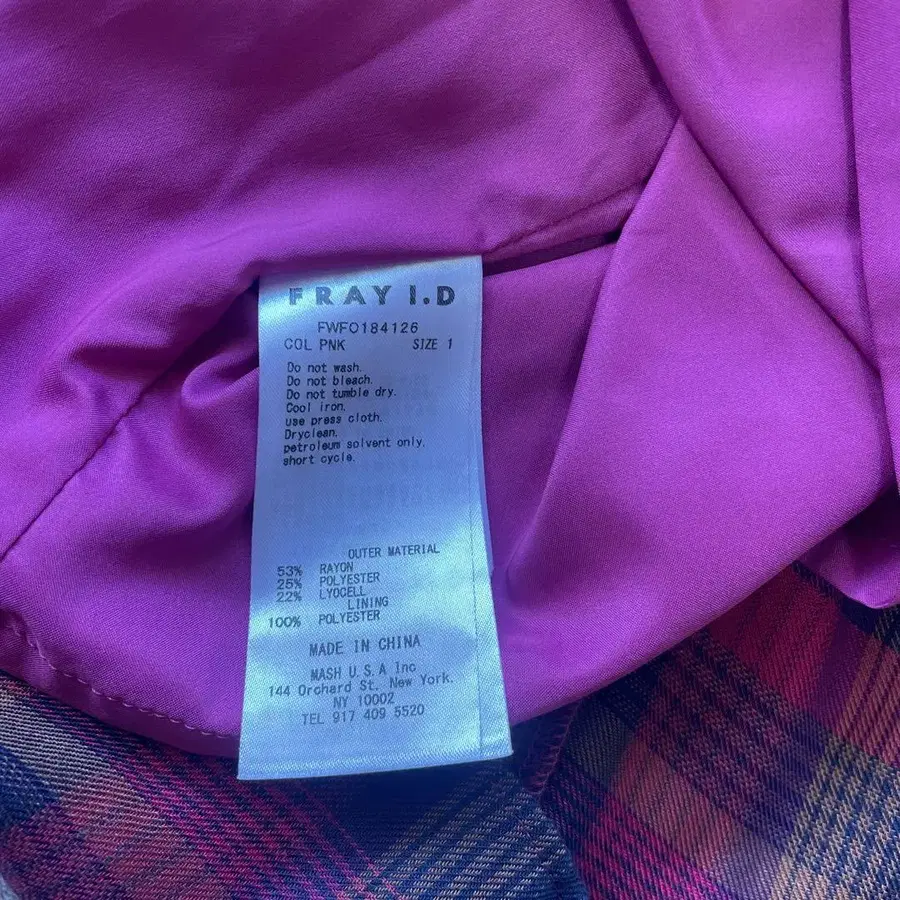 FRAY I.D
FWFO184126
COL PNK SIZE 1
Do not wash.
Do not bleach.
Do not tumble dry.
Cool iron.
use press cloth.
Dryclean.
petroleum solvent only.
short cycle.
OUTER MATERIAL
53% RAYON
25% POLYESTER
22% LYOCELL
LINING
100% POLYESTER
MADE IN CHINA
MASH U.S.A Inc
144 Orchard St. New York.
NY 10002
TEL 917 409 5520